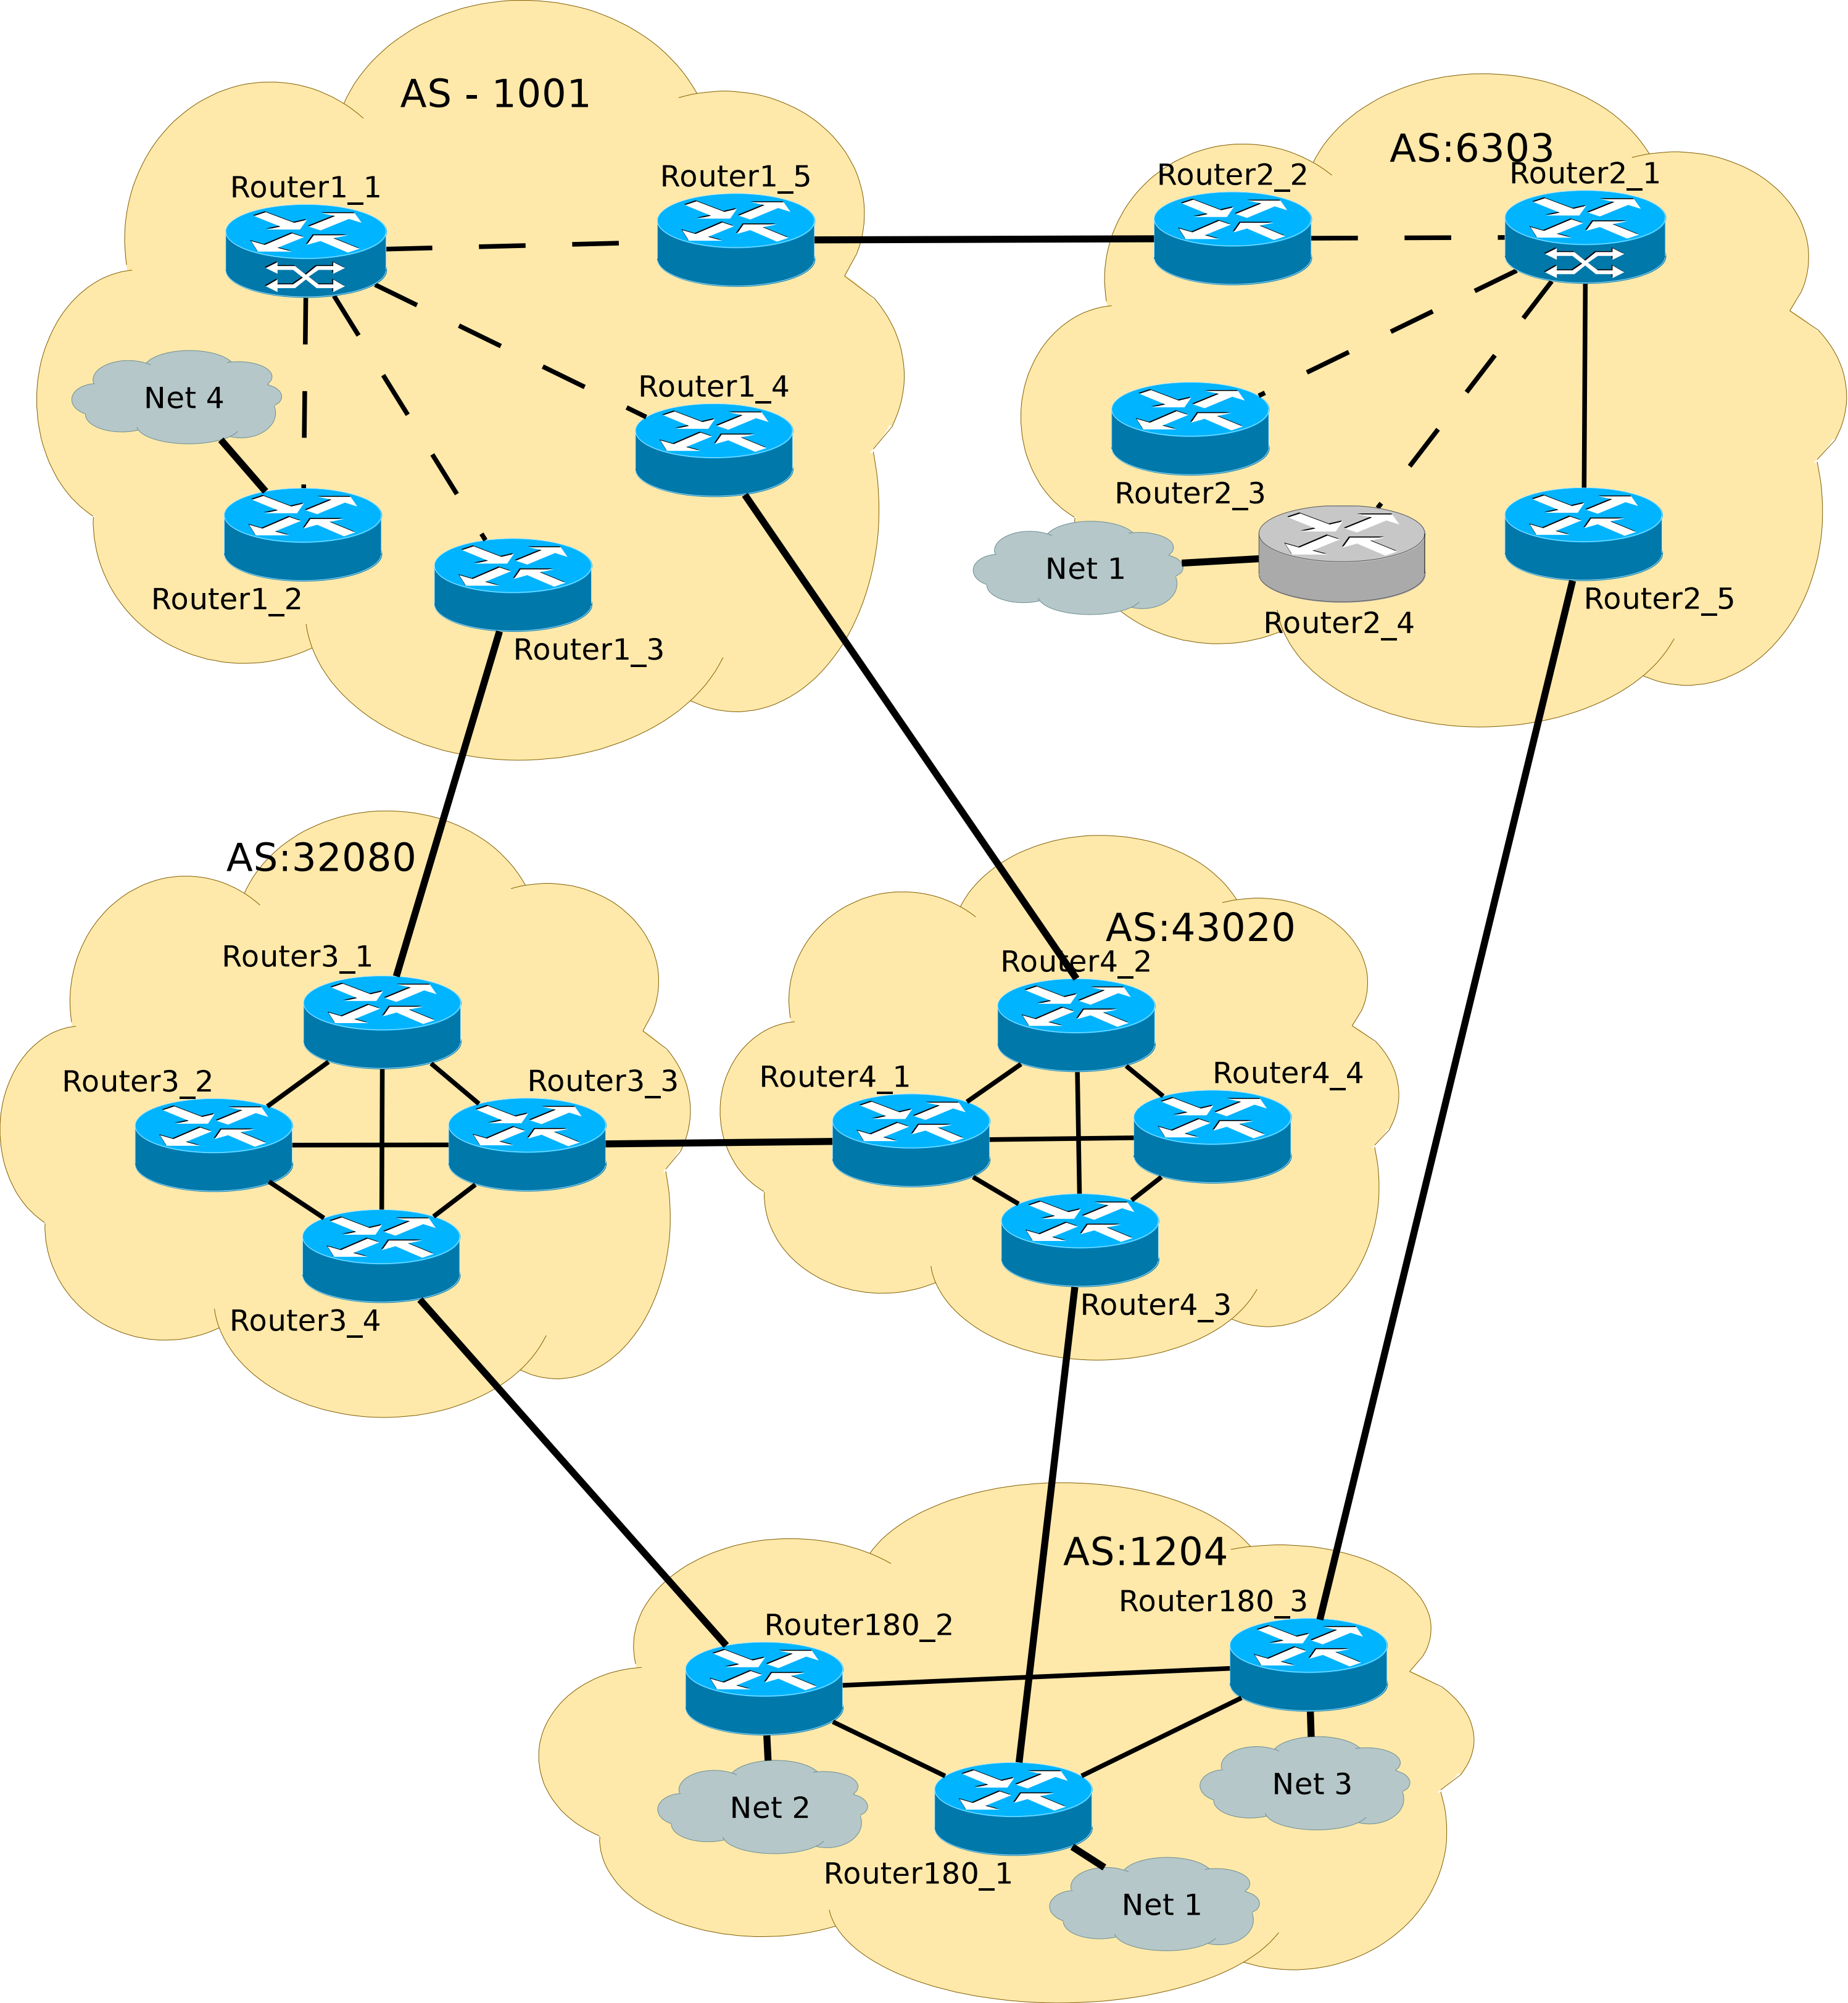 AS - 1001
Router1_1
Router1_5
Net 4
Router1_4
Router1_2
Router1_3
AS:6303
Router2_2
Router2_1
Router2_3
Net 1
Router2_4
Router2_5
AS:32080
Router3_1
Router3_2
Router3_3
Router3_4
AS:43020
Router4_2
Router4_1
Router4_4
Router4_3
AS:1204
Router180_3
Router180_2
Net 3
Net 2
Router180_1
Net 1